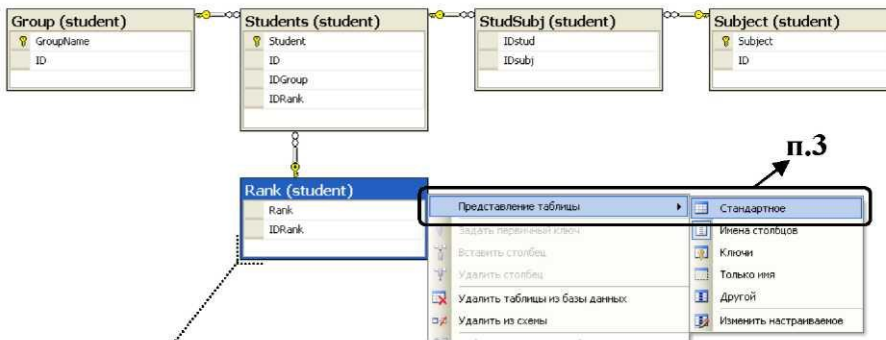 Group (student)
GroupName
ID
Students (student)
Student
ID
IDGroup
IDRank
StudSubj (student)
IDstud
IDsubj
Subject (student)
Subject
ID
п.3
Rank (student)
Rank
IDRank
Представление таблицы
Задать первичный ключ
Вставить столбец
Удалить столбец
Удалить таблицы из базы данных
Удалить из схемы
Стандартное
Имена столбцов
Ключи
Только имя
Другой
Изменить настраиваемое